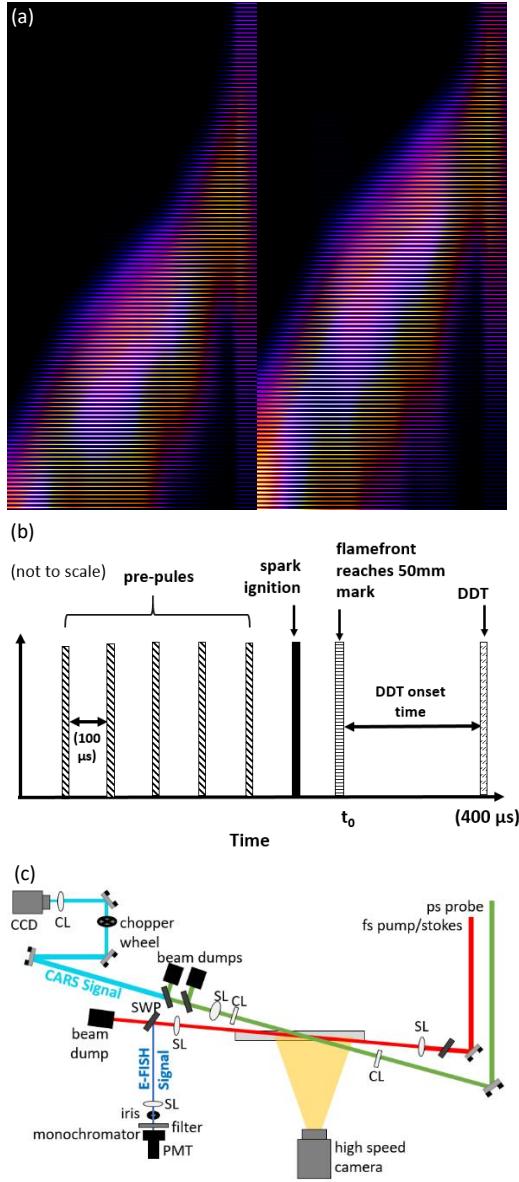 (a)
(b)
(not to scale)
pre-pules
spark
ignition
flamefront
reaches 50mm
mark
DDT
(100
µs)
DDT onset
time
t₀
(400 µs)
Time
(c)
CCD
CL
chopper
wheel
ps probe
fs pump/stokes
CARS Signal
beam dumps
SL
CL
SWP
beam
dump
SL
SL
CL
E-FISH
Signal
SL
iris
filter
monochromator
PMT
high speed
camera